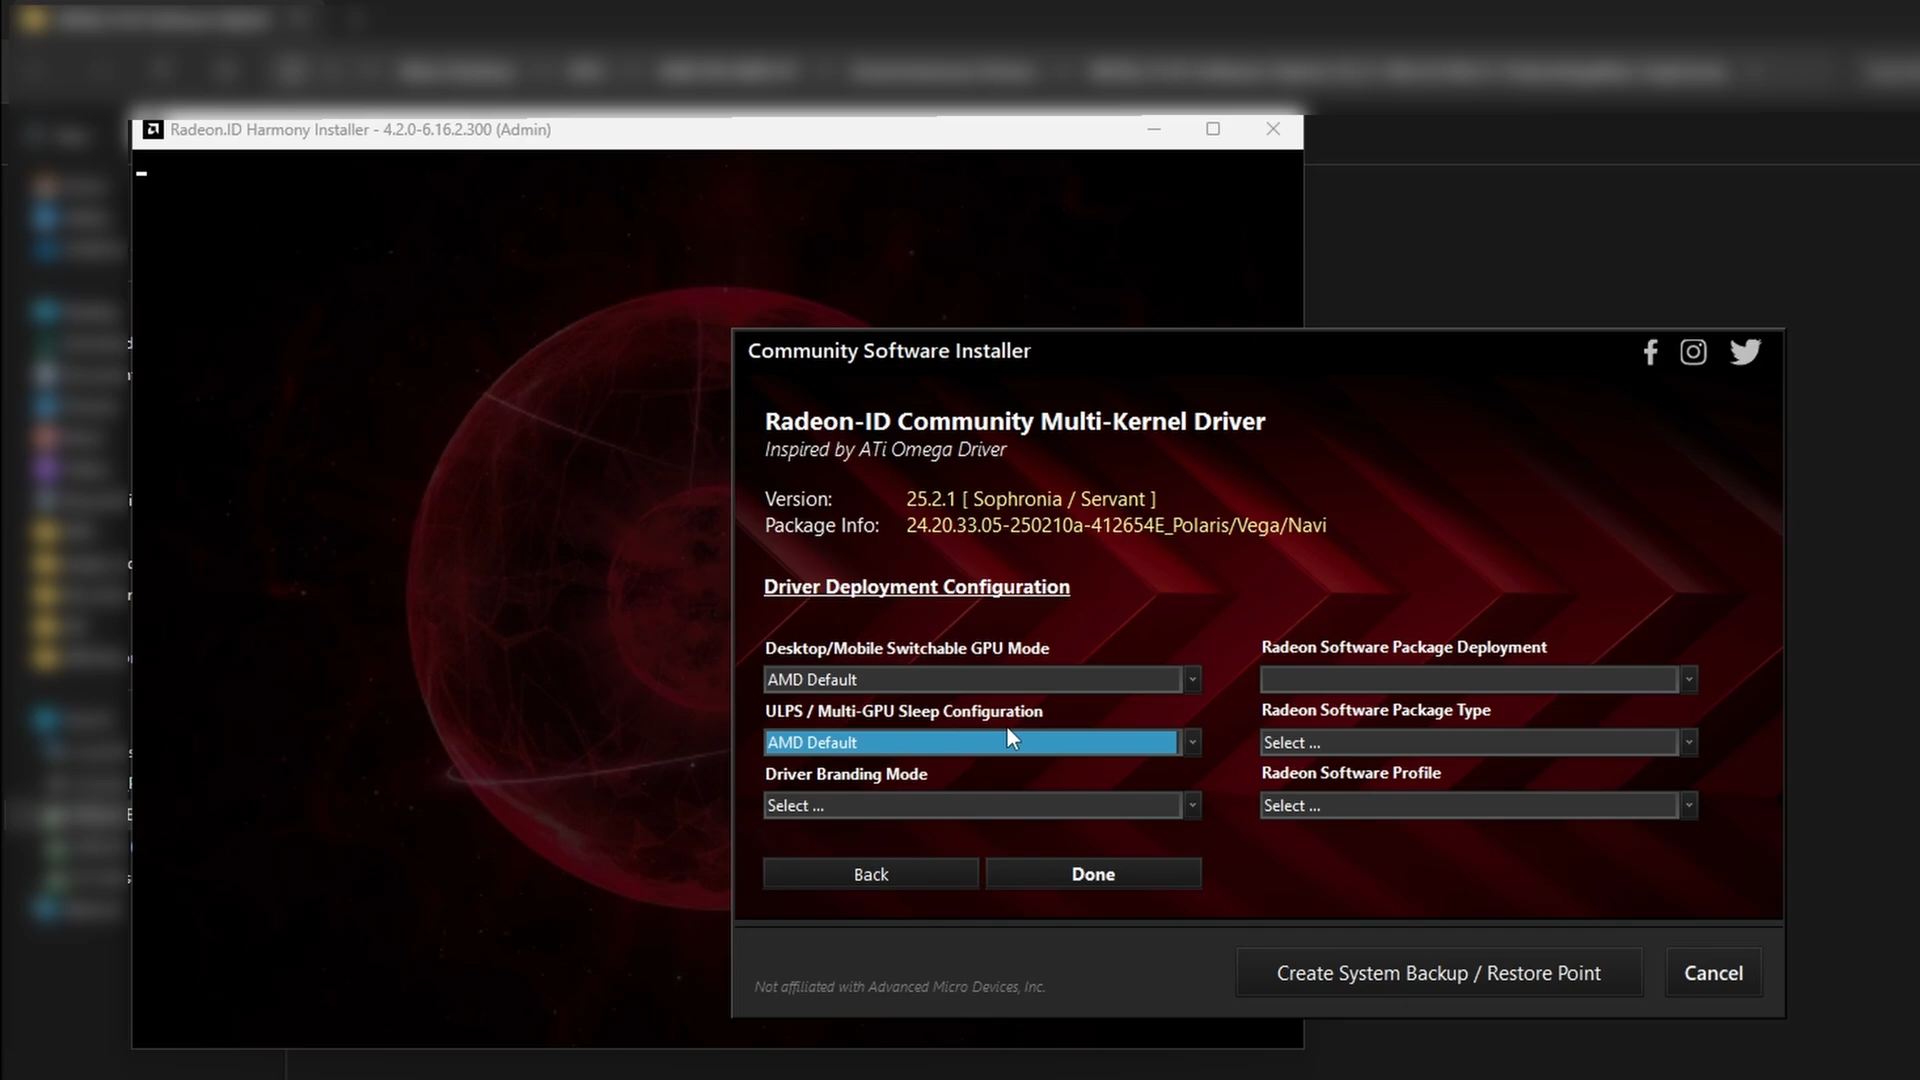 Radeon.ID Harmony Installer - 4.2.0-6.16.2.300 (Admin)
Community Software Installer
Radeon-ID Community Multi-Kernel Driver
Inspired by ATi Omega Driver
Version: 25.2.1 [ Sophronia / Servant ]
Package Info: 24.20.33.05-250210a-412654E_Polaris/Vega/Navi
Driver Deployment Configuration
Desktop/Mobile Switchable GPU Mode
AMD Default
ULPS / Multi-GPU Sleep Configuration
AMD Default
Driver Branding Mode
Select ...
Radeon Software Package Deployment
Radeon Software Package Type
Select ...
Radeon Software Profile
Select ...
Back
Done
Not affiliated with Advanced Micro Devices, Inc.
Create System Backup / Restore Point
Cancel